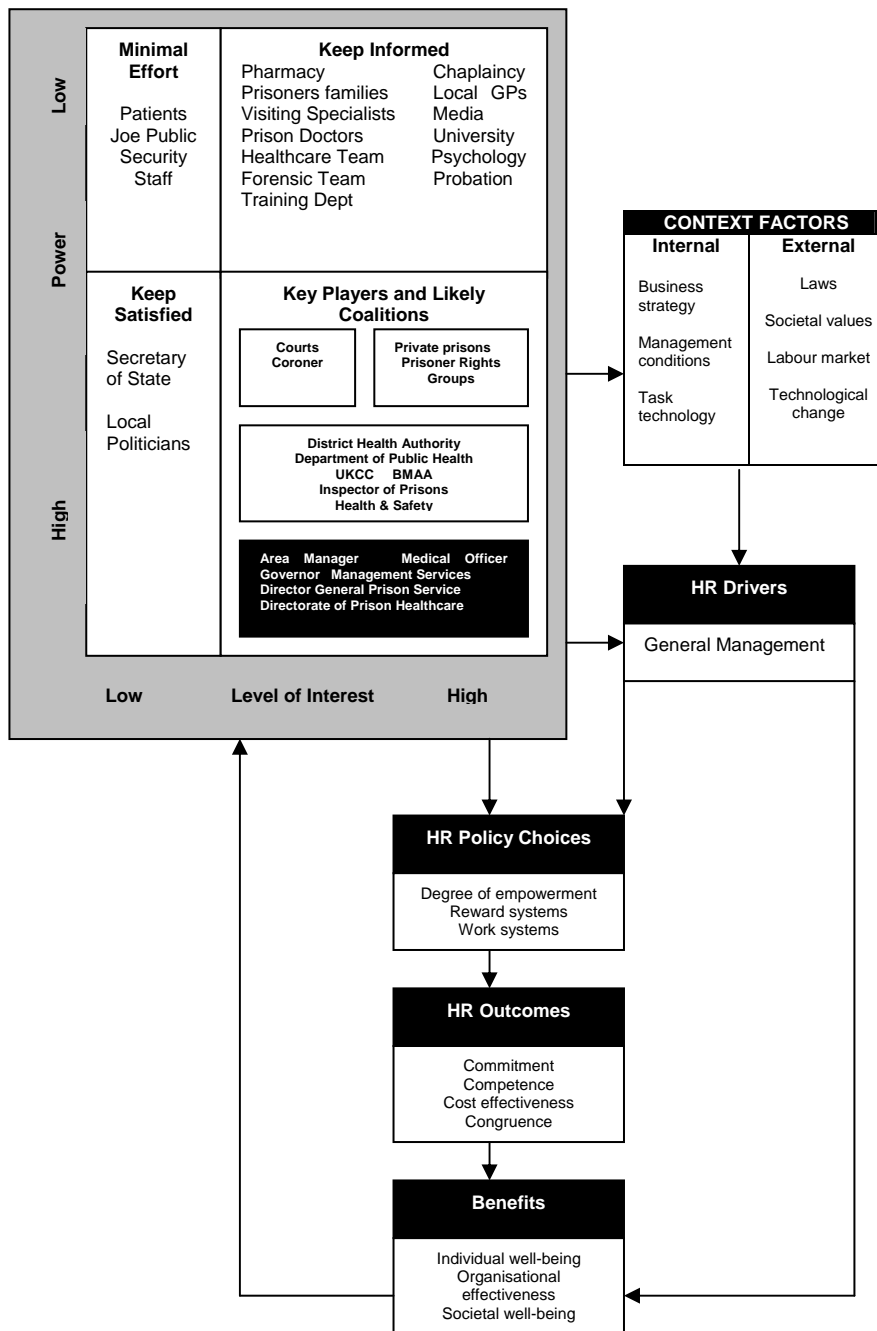 Low
Power
High
Minimal
Effort
Patients
Joe Public
Security
Staff
Keep Informed
Pharmacy
Prisoners families
Visiting Specialists
Prison Doctors
Healthcare Team
Forensic Team
Training Dept
Chaplaincy
Local GPs
Media
University
Psychology
Probation
Keep
Satisfied
Secretary
of State
Local
Politicians
Key Players and Likely
Coalitions
Courts
Coroner
Private prisons
Prisoner Rights
Groups
District Health Authority
Department of Public Health
UKCC BMAA
Inspector of Prisons
Health & Safety
Area Manager Medical Officer
Governor Management Services
Director General Prison Service
Directorate of Prison Healthcare
Low Level of Interest High
CONTEXT FACTORS
Internal
Business
strategy
Management
conditions
Task
technology
External
Laws
Societal values
Labour market
Technological
change
HR Drivers
General Management
HR Policy Choices
Degree of empowerment
Reward systems
Work systems
HR Outcomes
Commitment
Competence
Cost effectiveness
Congruence
Benefits
Individual well-being
Organisational
effectiveness
Societal well-being